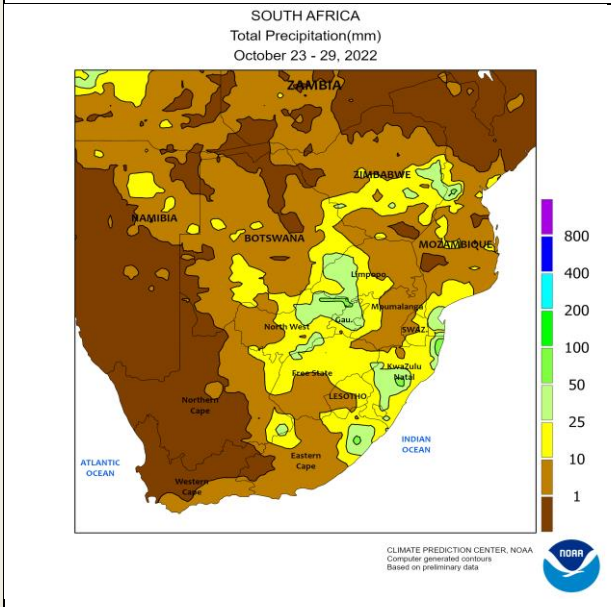 SOUTH AFRICA
Total Precipitation(mm)
October 23 - 29, 2022
ZAMBIA
ZIMBABWE
NAMIBIA
BOTSWANA
MOZAMBIQUE
Limpopo
Mpumalanga
Gau.
North West
SWAZ.
KwaZulu
Natal
Free State
LESOTHO
Northern
Cape
Eastern
Cape
Western
Cape
ATLANTIC
OCEAN
INDIAN
OCEAN
800
400
200
100
50
25
10
1
CLIMATE PREDICTION CENTER, NOAA
Computer generated contours
Based on preliminary data
NOAA